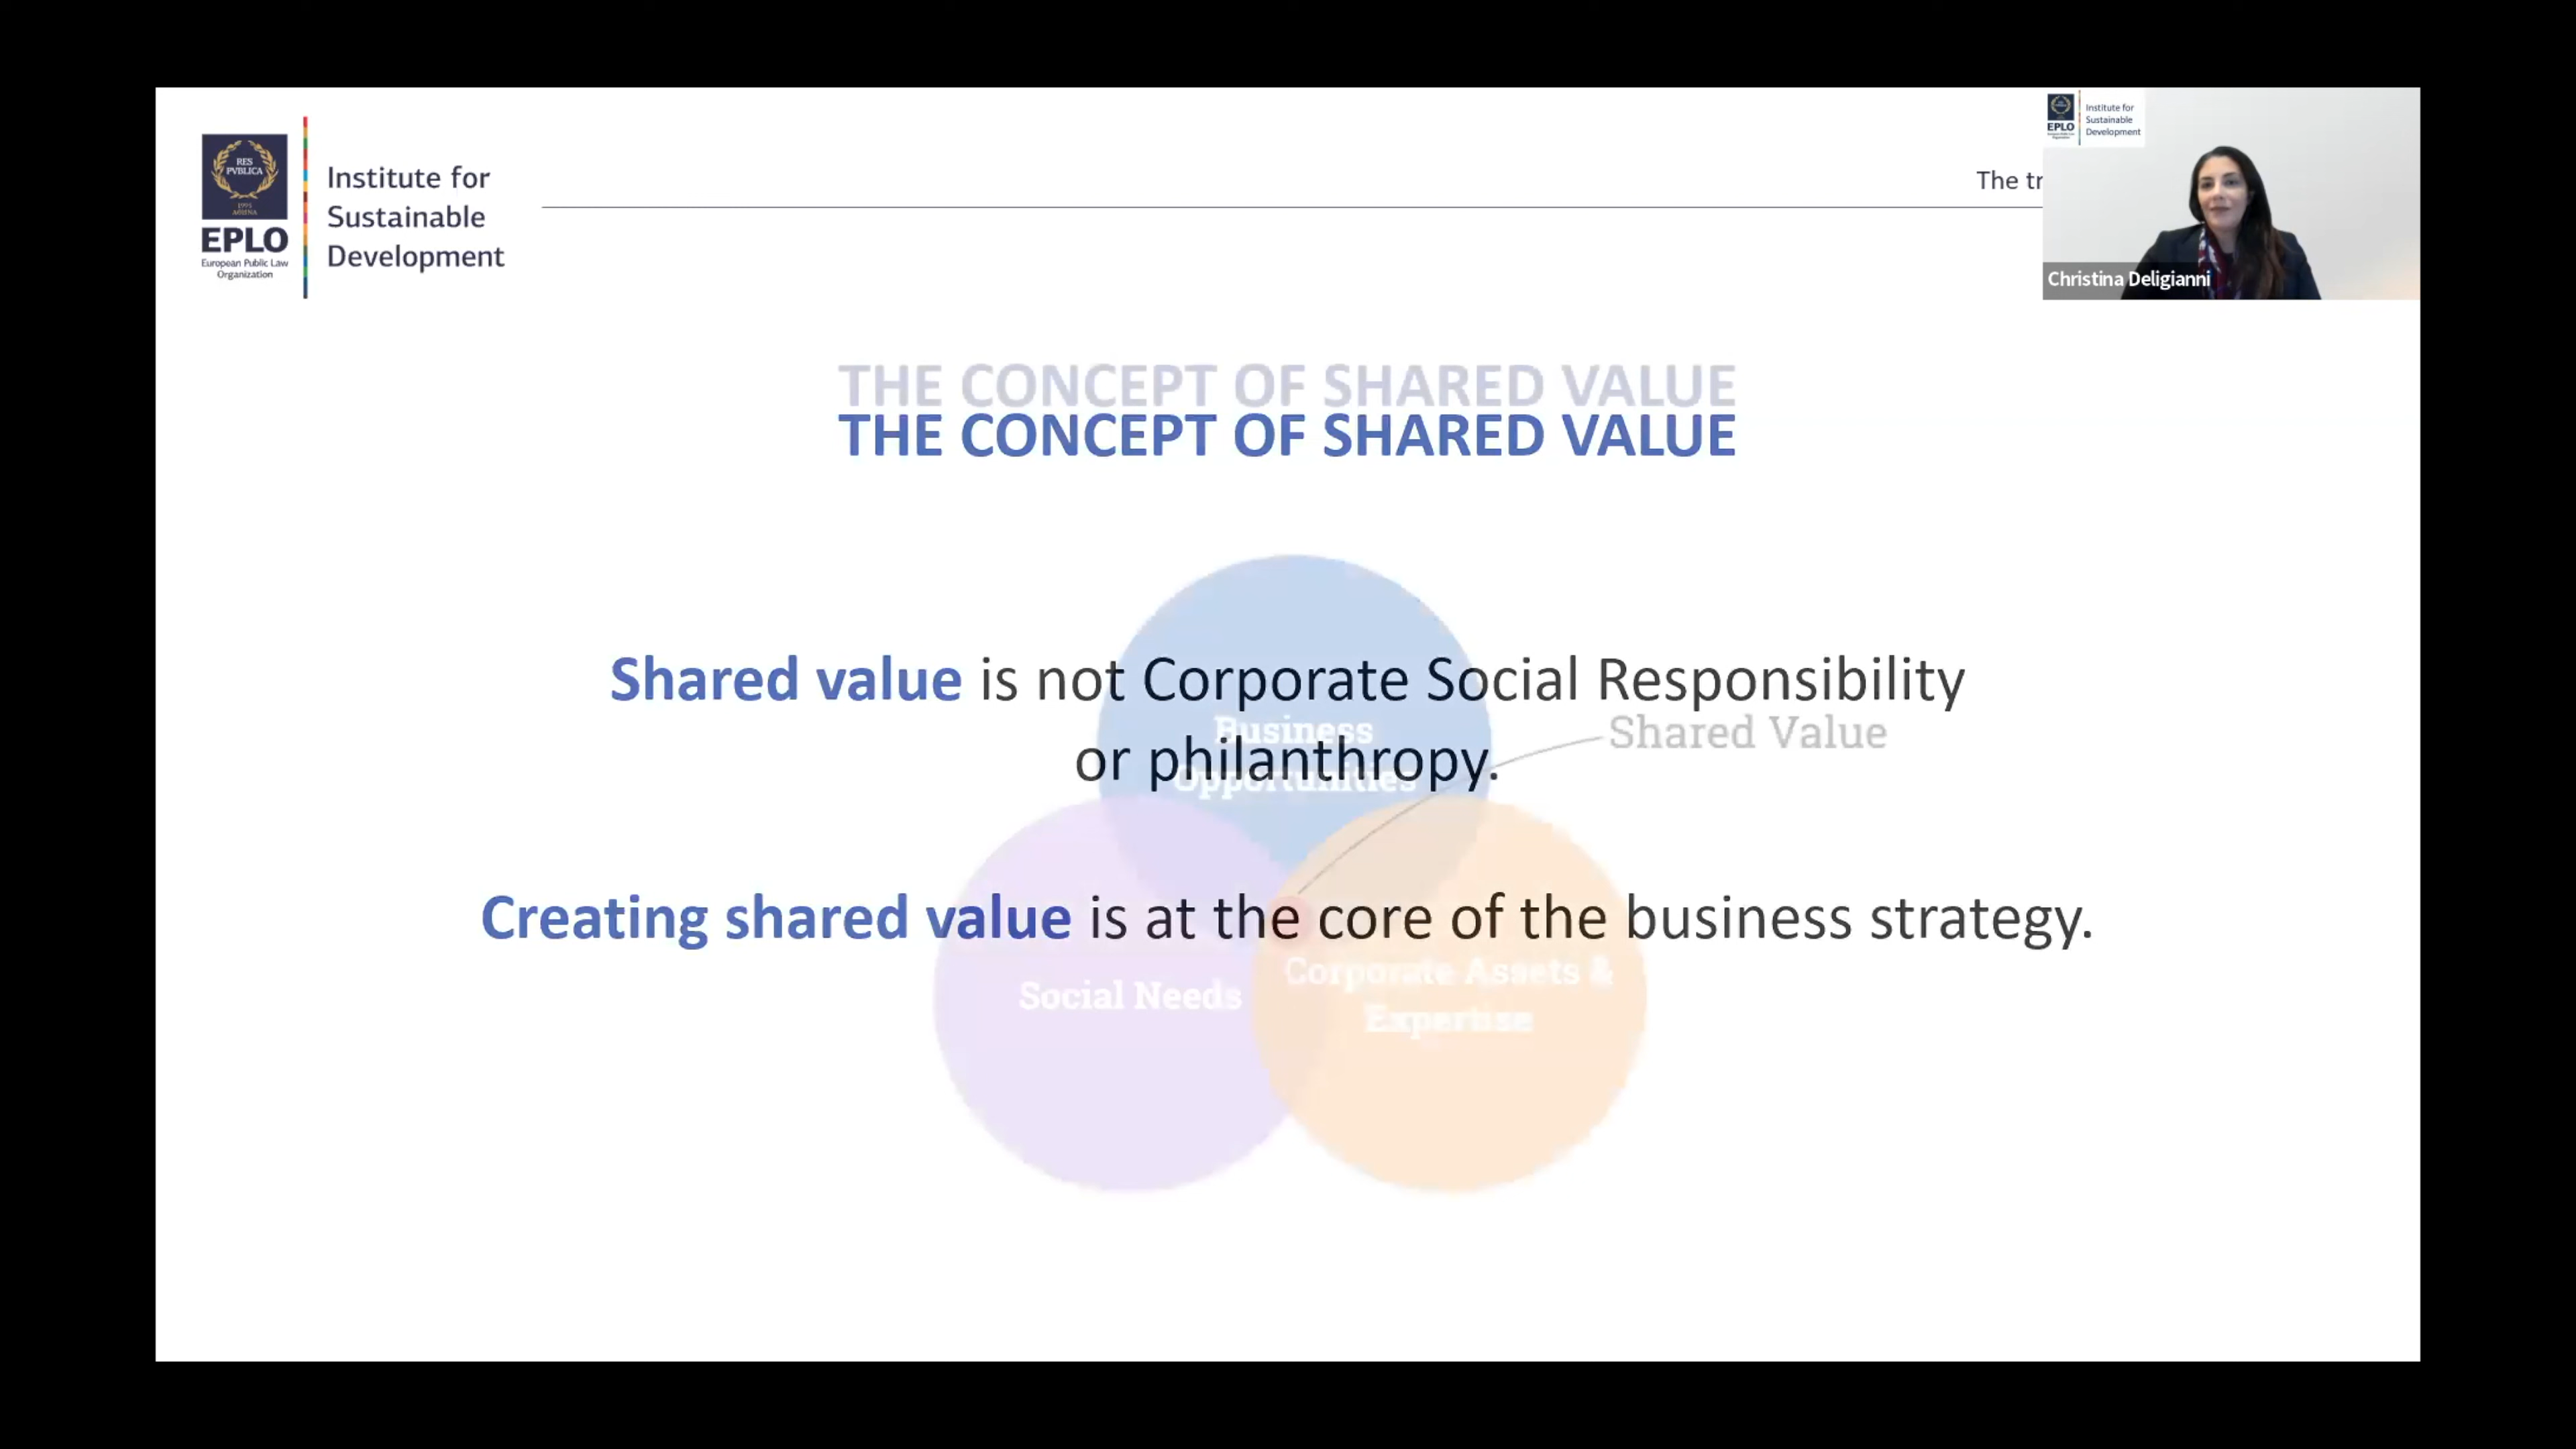 RES
PVBLICA
1991
ΑΘΗΝΑ
EPLO
European Public Law
Organization
Institute for
Sustainable
Development
The tr
EPLO
Institute for
Sustainable
Development
Christina Deligianni
THE CONCEPT OF SHARED VALUE
THE CONCEPT OF SHARED VALUE
Shared value is not Corporate Social Responsibility
or philanthropy.
Business
Opportunities
Shared Value
Creating shared value is at the core of the business strategy.
Social Needs
Corporate Assets &
Expertise